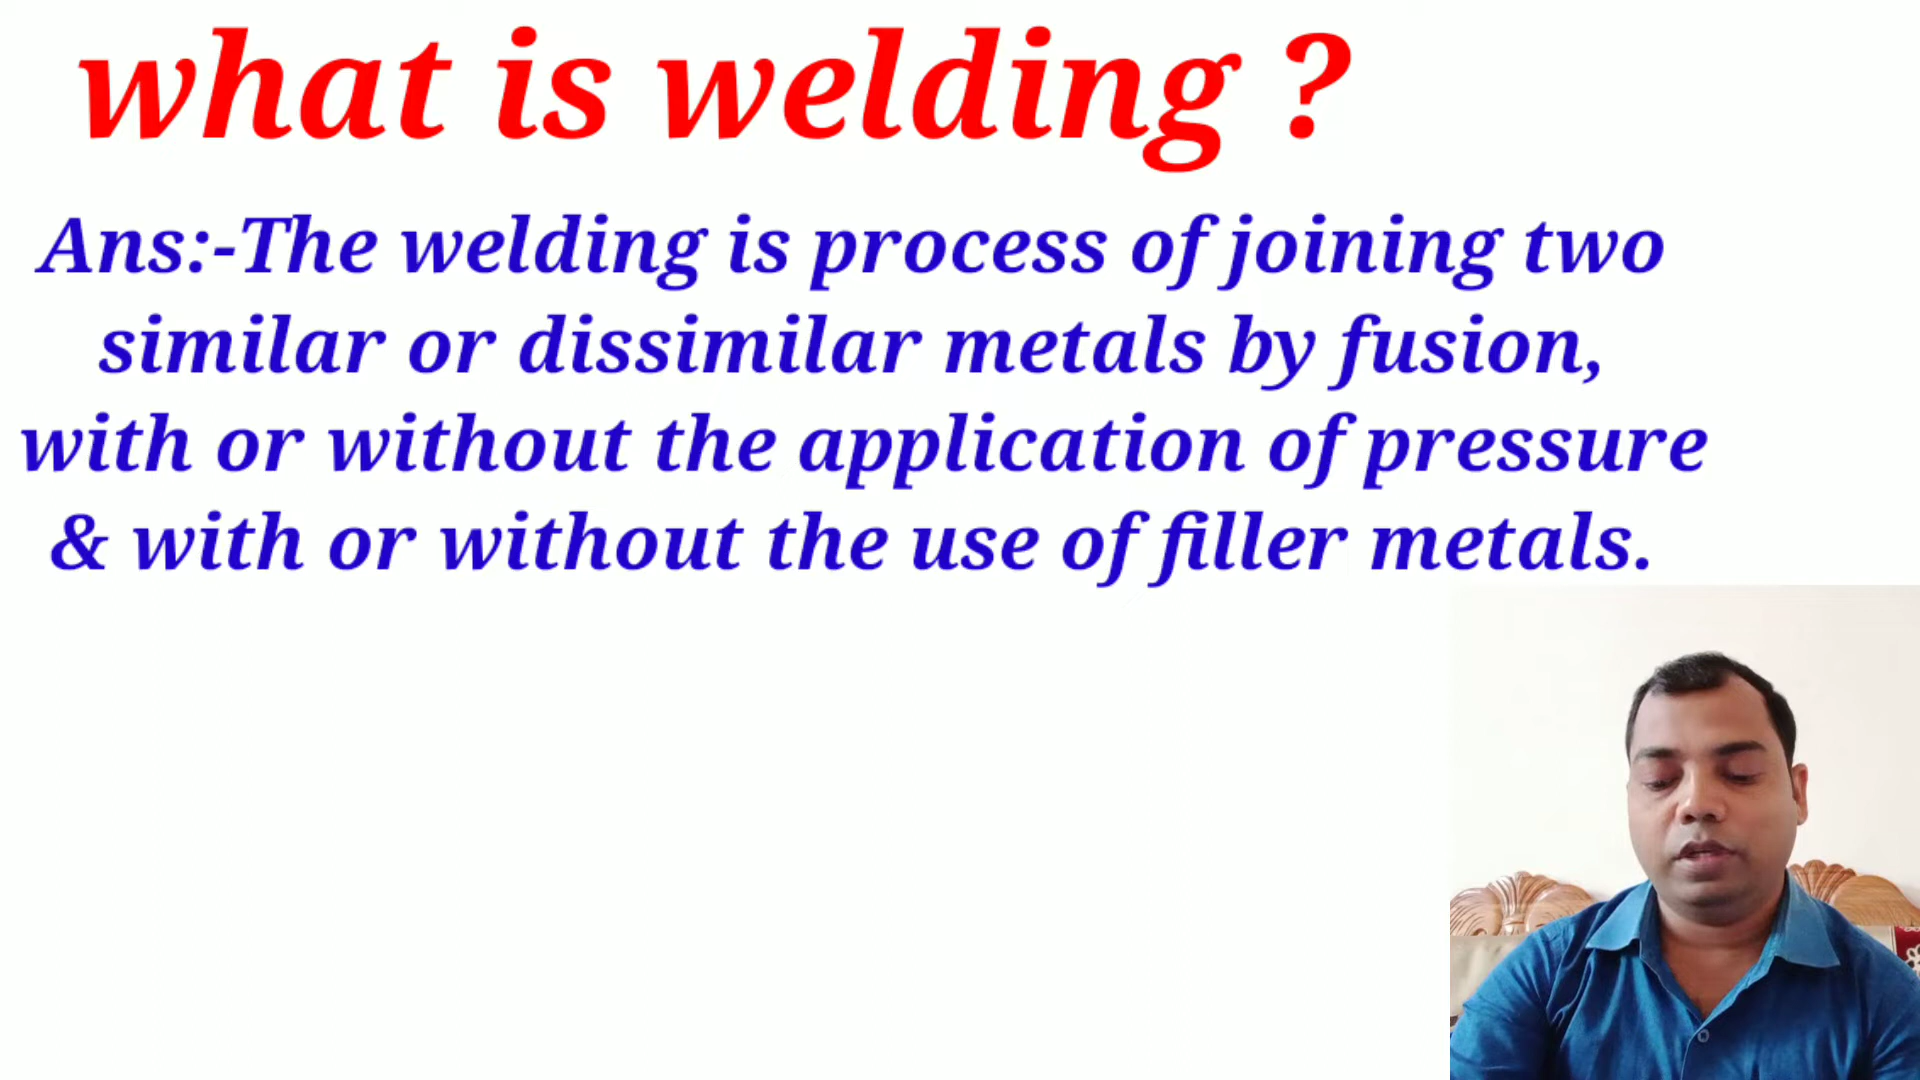 what is welding ?
Ans:-The welding is process of joining two
similar or dissimilar metals by fusion,
with or without the application of pressure
& with or without the use of filler metals.